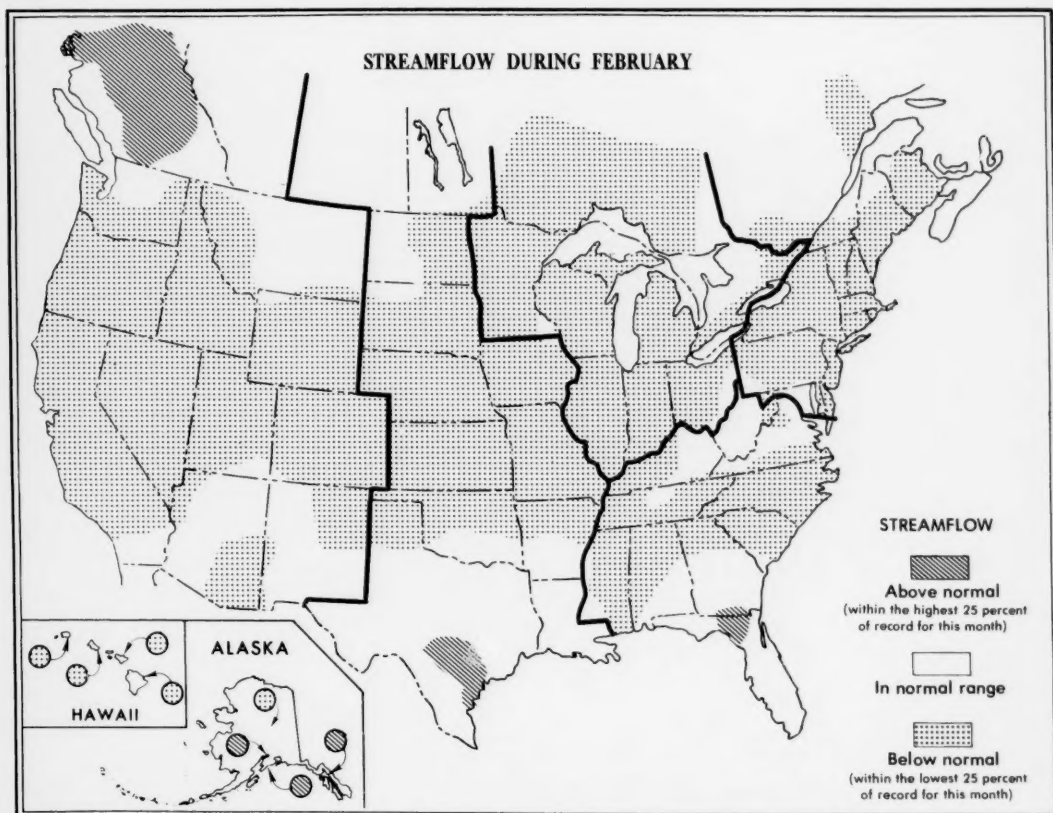 STREAMFLOW DURING FEBRUARY
STREAMFLOW
Above normal
(within the highest 25 percent
of record for this month)
In normal range
Below normal
(within the lowest 25 percent
of record for this month)
ALASKA
HAWAII